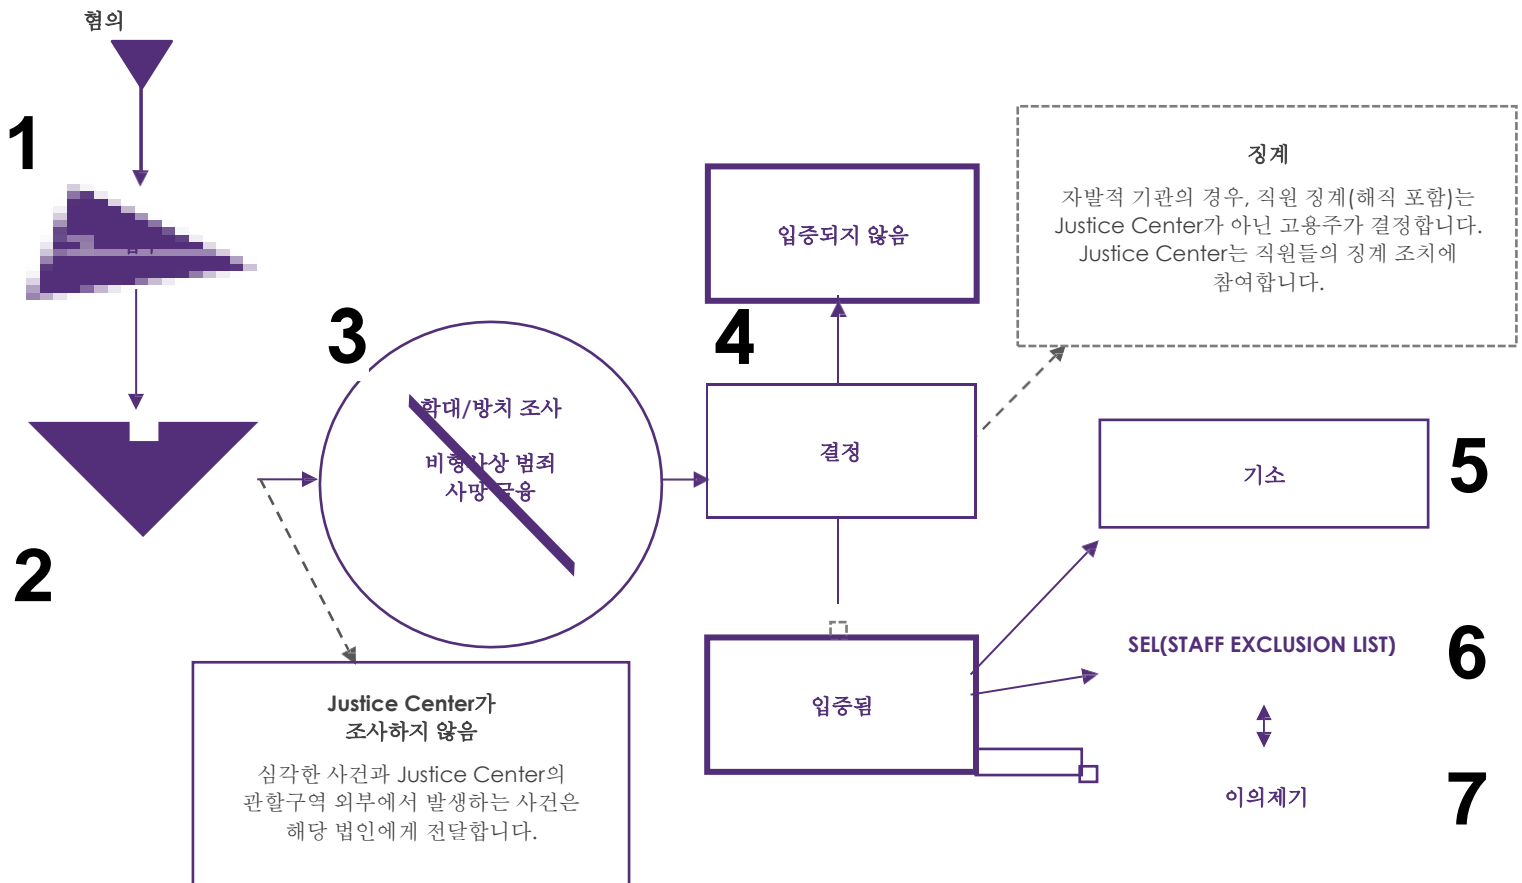 혐의
1
2
3
학대/방치 조사
비형사상 범죄
사망
Justice Center가
조사하지 않음
심각한 사건과 Justice Center의
관할구역 외부에서 발생하는 사건은
해당 법인에게 전달합니다.
4
입증되지 않음
결정
입증됨
징계
자발적 기관의 경우, 직원 징계(해직 포함)는
Justice Center가 아닌 고용주가 결정합니다.
Justice Center는 직원들의 징계 조치에
참여합니다.
기소
5
SEL(STAFF EXCLUSION LIST)
6
이의제기
7